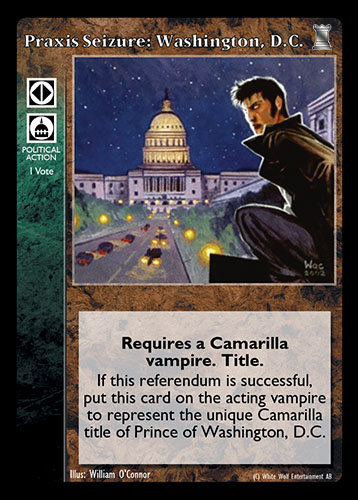 Praxis Seizure: Washington, D.C.
POLITICAL
ACTION
1 Vote
WOC
2002
Requires a Camarilla
vampire. Title.
If this referendum is successful,
put this card on the acting vampire
to represent the unique Camarilla
title of Prince of Washington, D.C.
Illus: William O'Connor
(C) White Wolf Entertainment AB